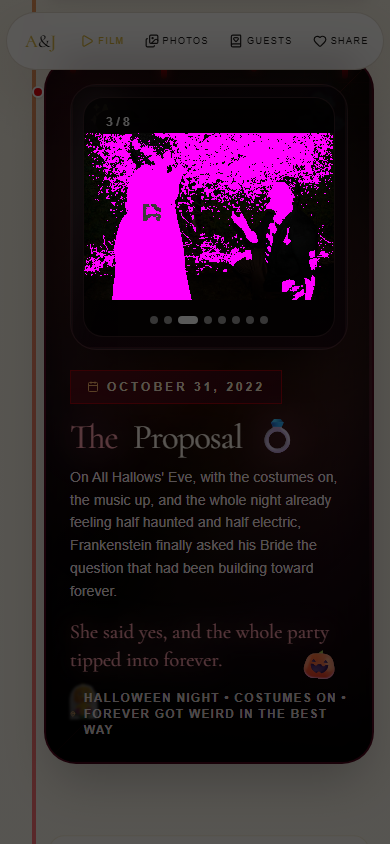 A&J
FILM
PHOTOS
GUESTS
SHARE
3 / 8
OCTOBER 31, 2022
The Proposal
On All Hallows' Eve, with the costumes on,
the music up, and the whole night already
feeling half haunted and half electric,
Frankenstein finally asked his Bride the
question that had been building toward
forever.
She said yes, and the whole party
tipped into forever.
HALLOWEEN NIGHT • COSTUMES ON •
FOREVER GOT WEIRD IN THE BEST
WAY